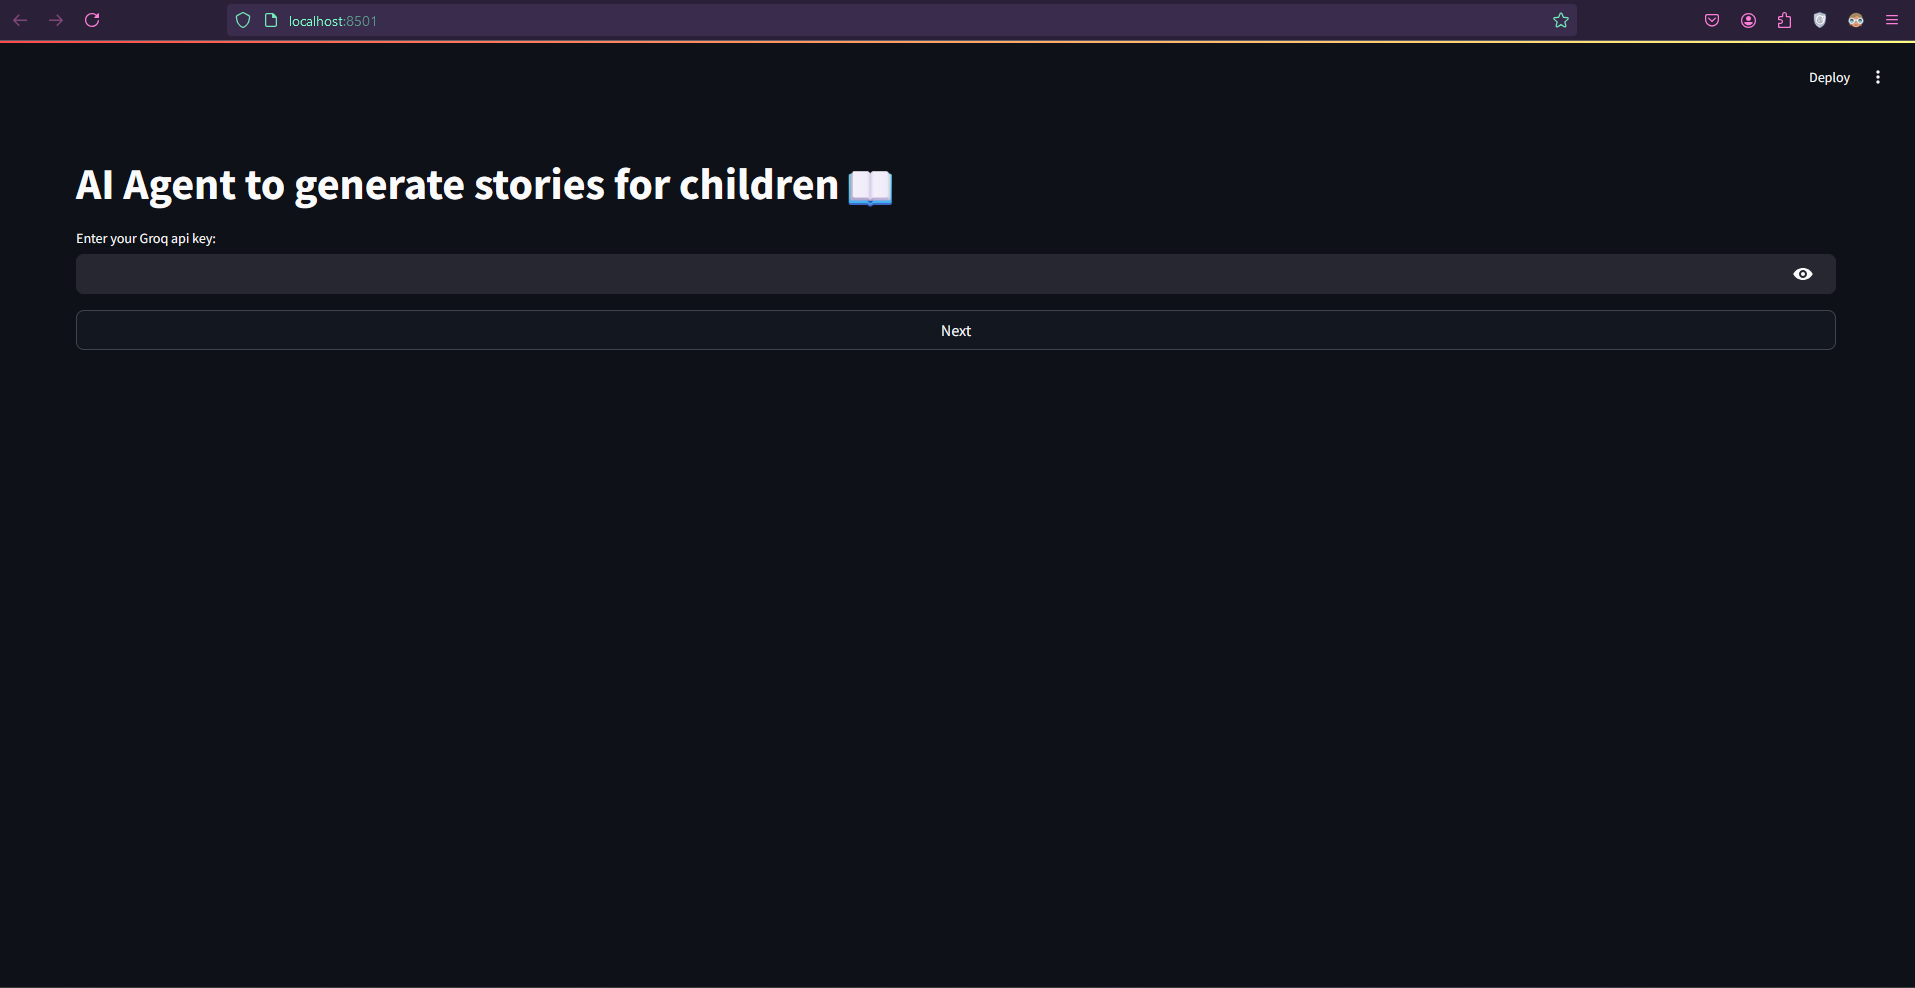 localhost:8501
Deploy
AI Agent to generate stories for children 📖
Enter your Groq api key:
Next